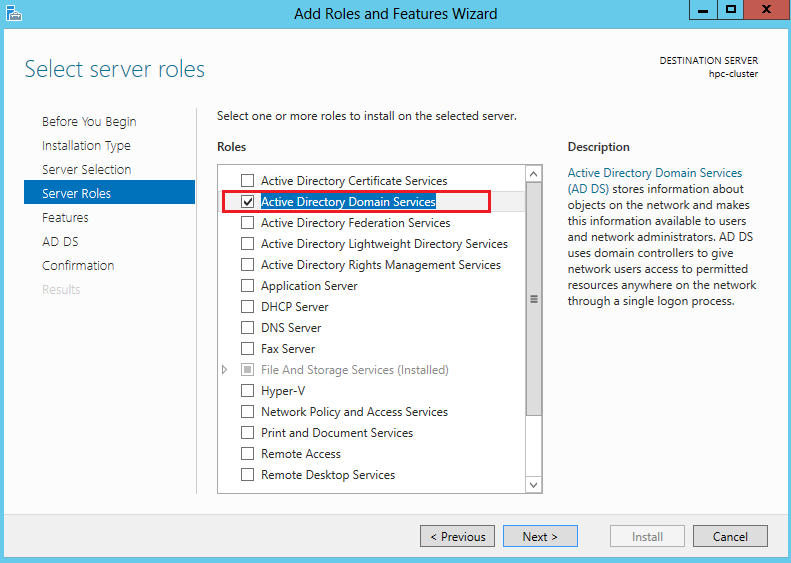 Add Roles and Features Wizard
Select server roles
DESTINATION SERVER
hpc-cluster
Before You Begin
Installation Type
Server Selection
Server Roles
Features
AD DS
Confirmation
Results
Select one or more roles to install on the selected server.
Roles
Active Directory Certificate Services
Active Directory Domain Services
Active Directory Federation Services
Active Directory Lightweight Directory Services
Active Directory Rights Management Services
Application Server
DHCP Server
DNS Server
Fax Server
File And Storage Services (Installed)
Hyper-V
Network Policy and Access Services
Print and Document Services
Remote Access
Remote Desktop Services
Description
Active Directory Domain Services
(AD DS) stores information about
objects on the network and makes
this information available to users
and network administrators. AD DS
uses domain controllers to give
network users access to permitted
resources anywhere on the network
through a single logon process.
< Previous
Next >
Install
Cancel